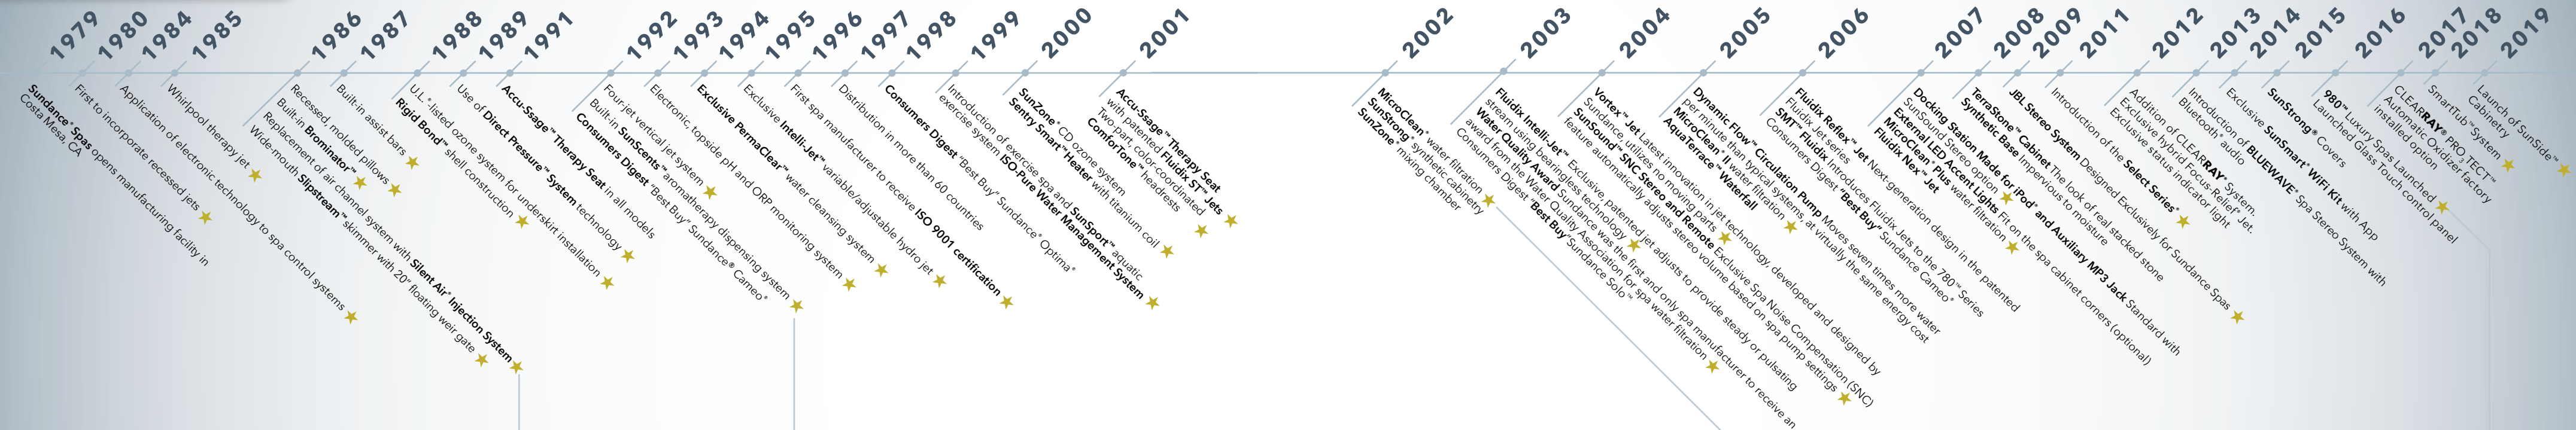 1979
Sundance® Spas opens manufacturing facility in
Costa Mesa, CA
1980
First to incorporate recessed jets
1984
Application of electronic technology to spa control systems
1985
Whirlpool therapy jet
1986
Recessed, molded pillows
Built-in Brominator™
Replacement of air channel system with Silent Air® Injection System
Wide-mouth Slipstream™ skimmer with 20" floating weir gate
1987
Built-in assist bars
1988
U.L.®-listed ozone system for underskirt installation
Rigid Bond™ shell construction
1989
Use of Direct Pressure™ System technology
1991
Accu-Ssage™ Therapy Seat in all models
1992
Four-jet vertical jet system
Built-in SunScents™ aromatherapy dispensing system
Consumers Digest "Best Buy" Sundance® Cameo®
1993
Electronic, topside pH and ORP monitoring system
1994
Exclusive PermaClear™ water cleansing system
1995
Exclusive Intelli-Jet™ variable/adjustable hydro jet
1996
First spa manufacturer to receive ISO 9001 certification
1997
Distribution in more than 60 countries
1998
Consumers Digest "Best Buy" Sundance® Optima®
1999
Introduction of exercise spa and SunSport™ aquatic
exercise system ISO-Pure Water Management System
2000
SunZone® CD ozone system
Sentry Smart™ Heater with titanium coil
2001
Accu-Ssage™ Therapy Seat
with patented Fluidix ST™ Jets
Two-part, color-coordinated
ComforTone™ headrests
2002
MicroClean® water filtration
SunStrong® synthetic cabinetry
SunZone® mixing chamber
2003
Fluidix Intelli-Jet™ Exclusive, patented jet adjusts to provide steady or pulsating
stream using bearingless technology
Water Quality Award Sundance was the first and only spa manufacturer to receive an
award from the Water Quality Association for spa water filtration
Consumers Digest "Best Buy" Sundance Solo™
2004
Vortex™ Jet Latest innovation in jet technology, developed and designed by
Sundance, utilizes no moving parts
SunSound™ SNC Stereo and Remote Exclusive Spa Noise Compensation (SNC)
feature automatically adjusts stereo volume based on spa pump settings
2005
Dynamic Flow™ Circulation Pump Moves seven times more water
per minute than typical systems, at virtually the same energy cost
MicroClean® II water filtration
AquaTerrace™ Waterfall
2006
Fluidix Reflex™ Jet Next-generation design in the patented
Fluidix Jet series
SMT™ Fluidix Introduces Fluidix Jets to the 780™ Series
Consumers Digest "Best Buy" Sundance Cameo®
2007
Docking Station Made for iPod® and Auxiliary MP3 Jack Standard with
SunSound Stereo option
External LED Accent Lights Fit on the spa cabinet corners (optional)
MicroClean® Plus water filtration
Fluidix Nex™ Jet
2008
TerraStone™ Cabinet The look of real stacked stone
Synthetic Base Impervious to moisture
2009
JBL Stereo System Designed Exclusively for Sundance Spas
2011
Introduction of the Select Series®
2012
Addition of CLEARRAY® System.
Exclusive hybrid Focus-Relief® Jet.
Exclusive status indicator light
2013
Introduction of BLUEWAVE® Spa Stereo System with
Bluetooth® audio
2014
Exclusive SunSmart® WiFi Kit with App
2015
SunStrong® Covers
2016
980™ Luxury Spas Launched
Launched Glass Touch control panel
2017
CLEARRAY® PRO₃TECT™
Automatic Oxidizer factory
installed option
2018
SmartTub™ System
2019
Launch of SunSide™
Cabinetry